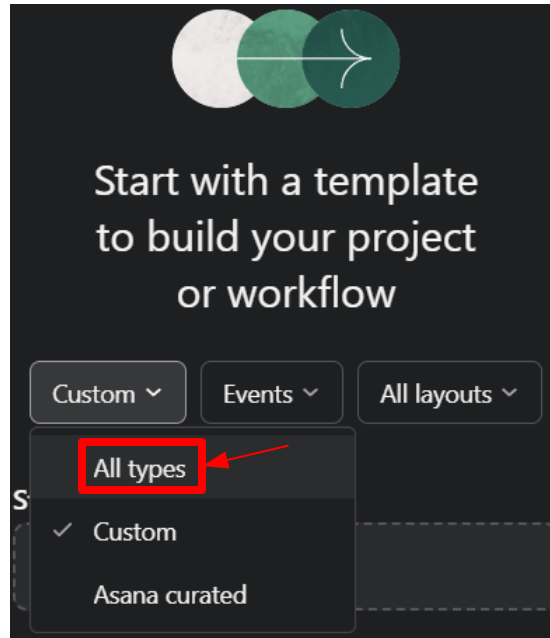 Start with a template
to build your project
or workflow
Custom
Events
All layouts
All types
Custom
Asana curated